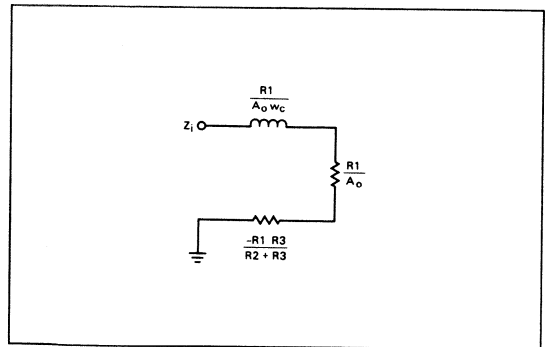 R1
A₀ w꜀
Zᵢ
R1
A₀
–R1 R3
R2 + R3